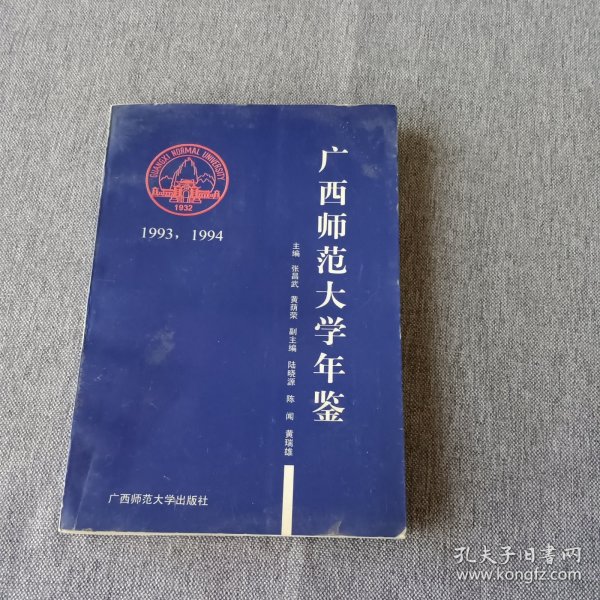 GUANGXI NORMAL UNIVERSITY
1932
1993，1994
广西师范大学年鉴
主编 张昌武 黄荫荣 副主编 陆晓源 陈闻 黄瑞雄
广西师范大学出版社
孔夫子旧书网
www.kongfz.com